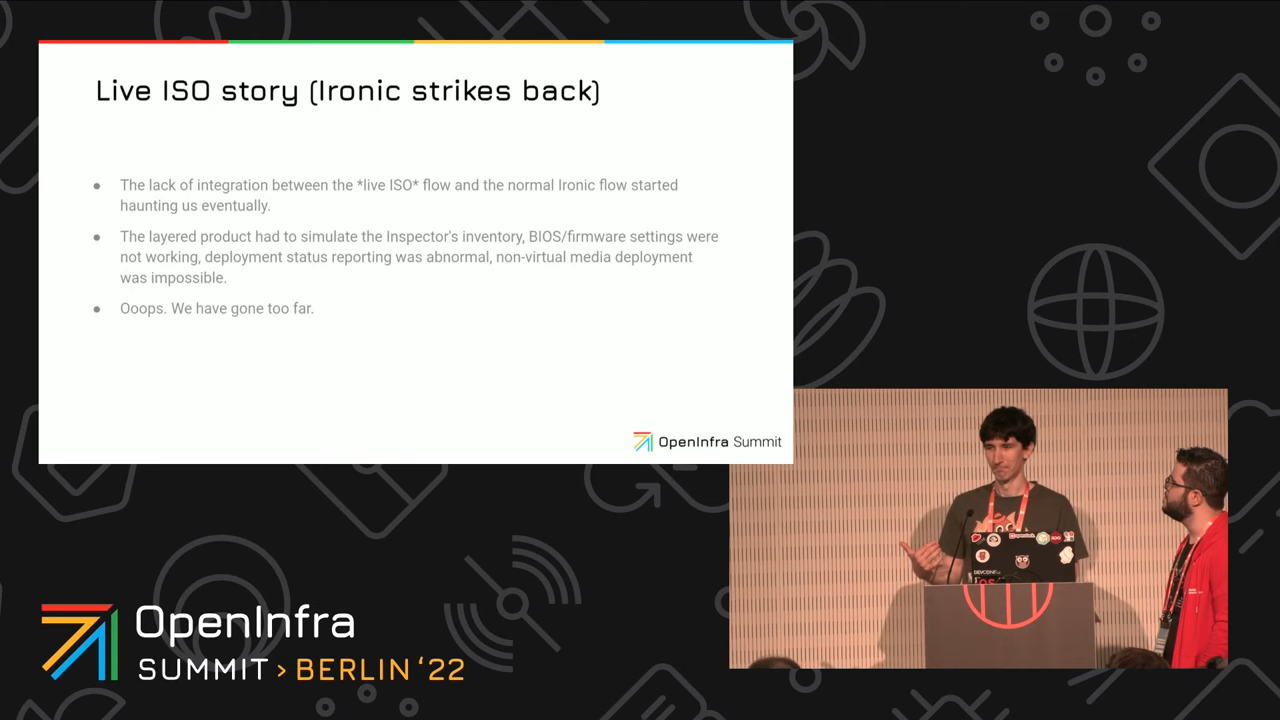 Live ISO story (Ironic strikes back)
● The lack of integration between the *live ISO* flow and the normal Ironic flow started
haunting us eventually.
● The layered product had to simulate the Inspector's inventory, BIOS/firmware settings were
not working, deployment status reporting was abnormal, non-virtual media deployment
was impossible.
● Ooops. We have gone too far.
OpenInfra Summit
OpenInfra
SUMMIT > BERLIN ‘22